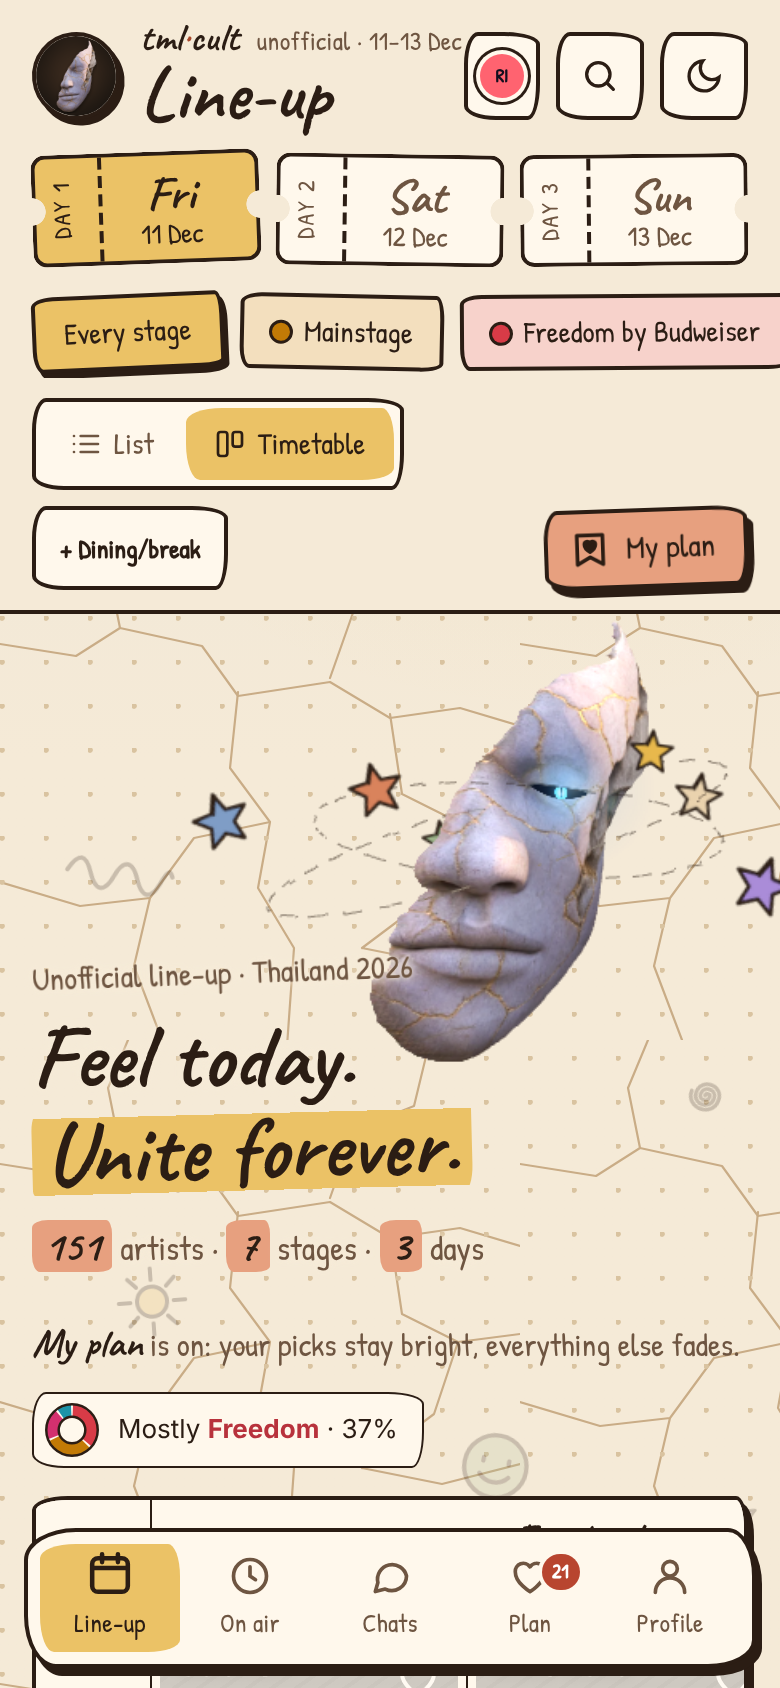 tml·cult unofficial · 11–13 Dec
Line-up
RI
DAY 1
Fri
11 Dec
DAY 2
Sat
12 Dec
DAY 3
Sun
13 Dec
Every stage
Mainstage
Freedom by Budweiser
List
Timetable
+ Dining/break
My plan
Unofficial line-up · Thailand 2026
Feel today.
Unite forever.
151 artists · 7 stages · 3 days
My plan is on: your picks stay bright, everything else fades.
Mostly Freedom · 37%
21
Line-up
On air
Chats
Plan
Profile